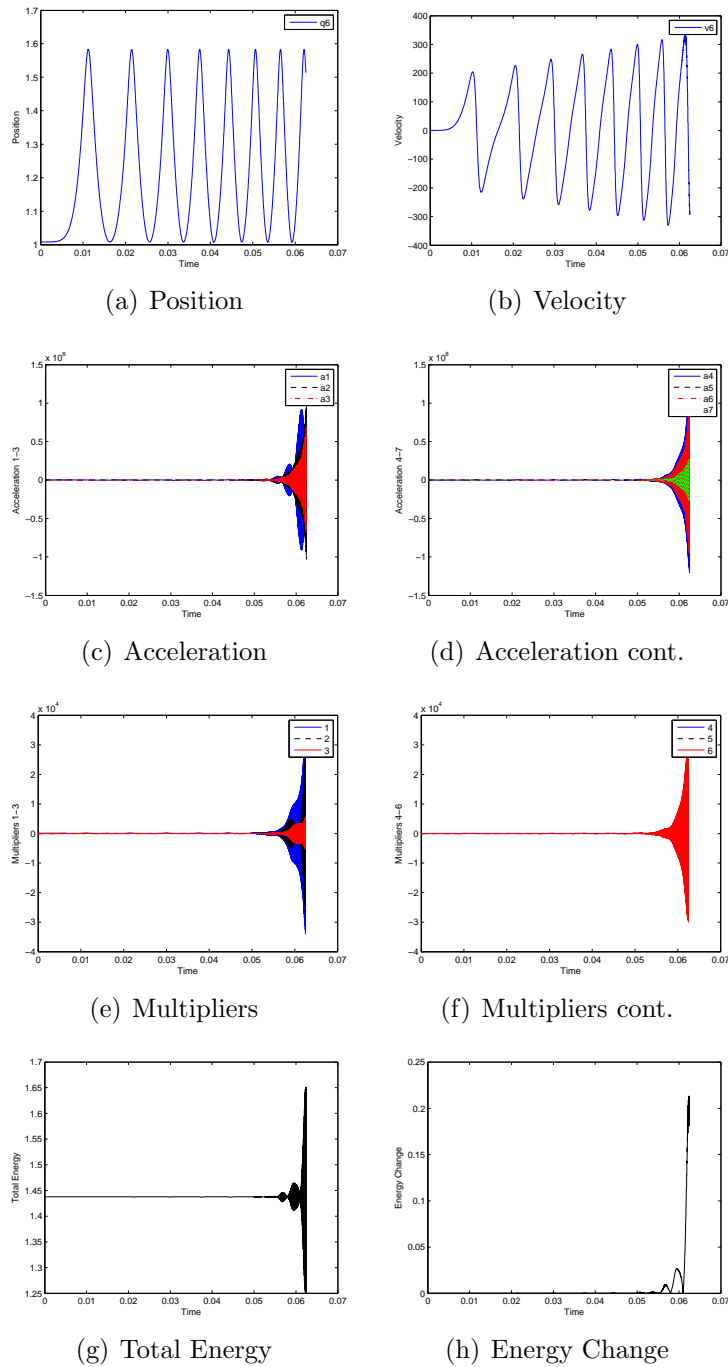 1.7
1.6
1.5
1.4
1.3
1.2
1.1
1
0 0.01 0.02 0.03 0.04 0.05 0.06 0.07
Position
Time
q6
(a) Position
400
300
200
100
0
−100
−200
−300
−400
0 0.01 0.02 0.03 0.04 0.05 0.06 0.07
Velocity
Time
v6
(b) Velocity
x 10^8
1.5
1
0.5
0
−0.5
−1
−1.5
0 0.01 0.02 0.03 0.04 0.05 0.06 0.07
Acceleration 1−3
Time
a1
a2
a3
(c) Acceleration
x 10^8
1.5
1
0.5
0
−0.5
−1
−1.5
0 0.01 0.02 0.03 0.04 0.05 0.06 0.07
Acceleration 4−7
Time
a4
a5
a6
a7
(d) Acceleration cont.
x 10^4
4
3
2
1
0
−1
−2
−3
−4
0 0.01 0.02 0.03 0.04 0.05 0.06 0.07
Multipliers 1−3
Time
1
2
3
(e) Multipliers
x 10^4
4
3
2
1
0
−1
−2
−3
−4
0 0.01 0.02 0.03 0.04 0.05 0.06 0.07
Multipliers 4−6
Time
4
5
6
(f) Multipliers cont.
1.7
1.65
1.6
1.55
1.5
1.45
1.4
1.35
1.3
1.25
0 0.01 0.02 0.03 0.04 0.05 0.06 0.07
Total Energy
Time
(g) Total Energy
0.25
0.2
0.15
0.1
0.05
0
0 0.01 0.02 0.03 0.04 0.05 0.06 0.07
Energy Change
Time
(h) Energy Change